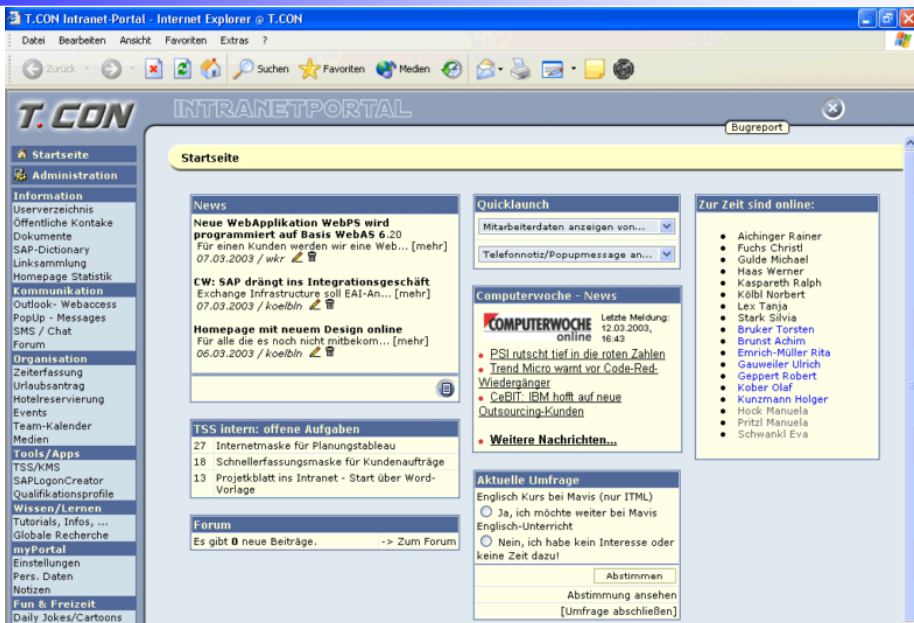 T.CON Intranet-Portal - Internet Explorer @ T.CON
Datei Bearbeiten Ansicht Favoriten Extras ?
Zurück Suchen Favoriten Medien
T.CON
INTRANETPORTAL
Bugreport
Startseite
Administration
Information
Userverzeichnis
Öffentliche Kontake
Dokumente
SAP-Dictionary
Linksammlung
Homepage Statistik
Kommunikation
Outlook- Webaccess
PopUp - Messages
SMS / Chat
Forum
Organisation
Zeiterfassung
Urlaubsantrag
Hotelreservierung
Events
Team-Kalender
Medien
Tools/Apps
TSS/KMS
SAPLogonCreator
Qualifikationsprofile
Wissen/Lernen
Tutorials, Infos, ...
Globale Recherche
myPortal
Einstellungen
Pers. Daten
Notizen
Fun & Freizeit
Daily Jokes/Cartoons
Startseite
News
Neue WebApplikation WebPS wird
programmiert auf Basis WebAS 6.20
Für einen Kunden werden wir eine Web... [mehr]
07.03.2003 / wkr
CW: SAP drängt ins Integrationsgeschäft
Exchange Infrastructure soll EAI-An... [mehr]
07.03.2003 / koelbln
Homepage mit neuem Design online
Für alle die es noch nicht mitbekom... [mehr]
06.03.2003 / koelbln
TSS intern: offene Aufgaben
27 Internetmaske für Planungstableau
18 Schnellerfassungsmaske für Kundenaufträge
13 Projetkblatt ins Intranet - Start über Word-
Vorlage
Forum
Es gibt 0 neue Beiträge. -> Zum Forum
Quicklaunch
Mitarbeiterdaten anzeigen von...
Telefonnotiz/Popupmessage an...
Computerwoche - News
COMPUTERWOCHE
online
Letzte Meldung:
12.03.2003,
16:43
PSI rutscht tief in die roten Zahlen
Trend Micro warnt vor Code-Red-
Wiedergänger
CeBIT: IBM hofft auf neue
Outsourcing-Kunden
Weitere Nachrichten...
Aktuelle Umfrage
Englisch Kurs bei Mavis (nur ITML)
Ja, ich möchte weiter bei Mavis
Englisch-Unterricht
Nein, ich habe kein Interesse oder
keine Zeit dazu!
Abstimmen
Abstimmung ansehen
[Umfrage abschließen]
Zur Zeit sind online:
Aichinger Rainer
Fuchs Christl
Gulde Michael
Haas Werner
Kaspareth Ralph
Kölbl Norbert
Lex Tanja
Stark Silvia
Bruker Torsten
Brunst Achim
Emrich-Müller Rita
Gauweiler Ulrich
Geppert Robert
Kober Olaf
Kunzmann Holger
Hock Manuela
Pritzl Manuela
Schwankl Eva